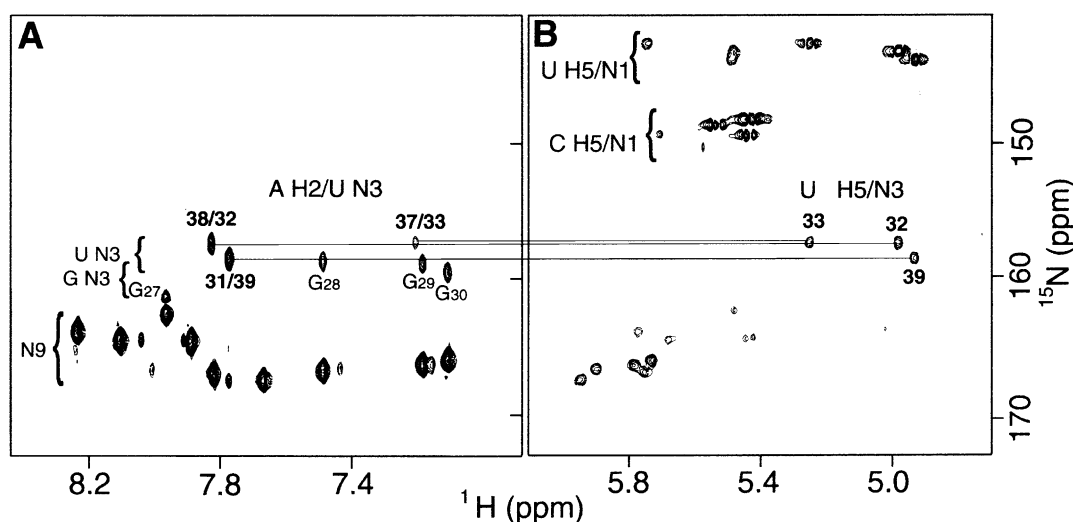 A
B
U H5/N1
C H5/N1
150
A H2/U N3
U H5/N3
38/32
37/33
33
32
U N3
G N3
G27
31/39
G28
G29
G30
39
160
15N (ppm)
N9
170
8.2
7.8
7.4
5.8
5.4
5.0
1 H (ppm)